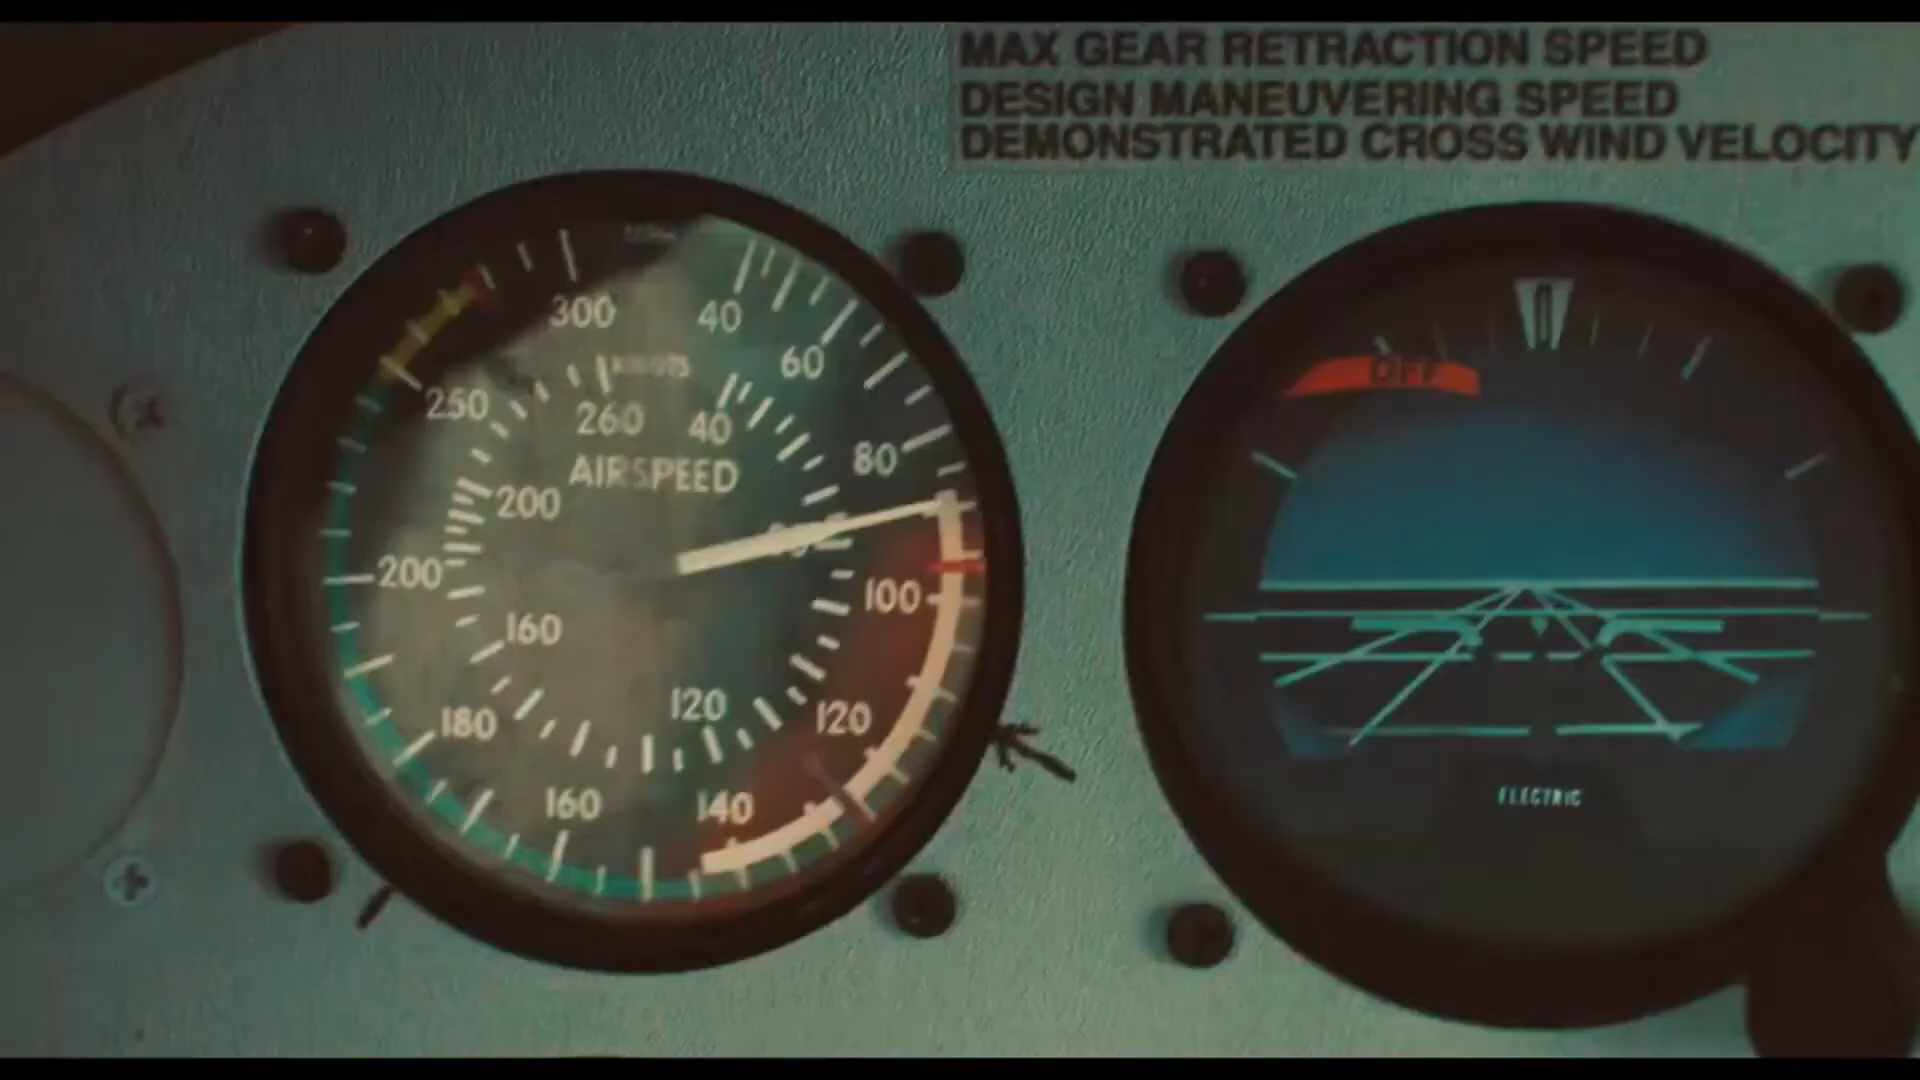 MAX GEAR RETRACTION SPEED
DESIGN MANEUVERING SPEED
DEMONSTRATED CROSS WIND VELOCITY
300
40
60
KNOTS
250
260
40
80
AIRSPEED
200
200
100
160
120
120
180
160
140
OFF
ELECTRIC